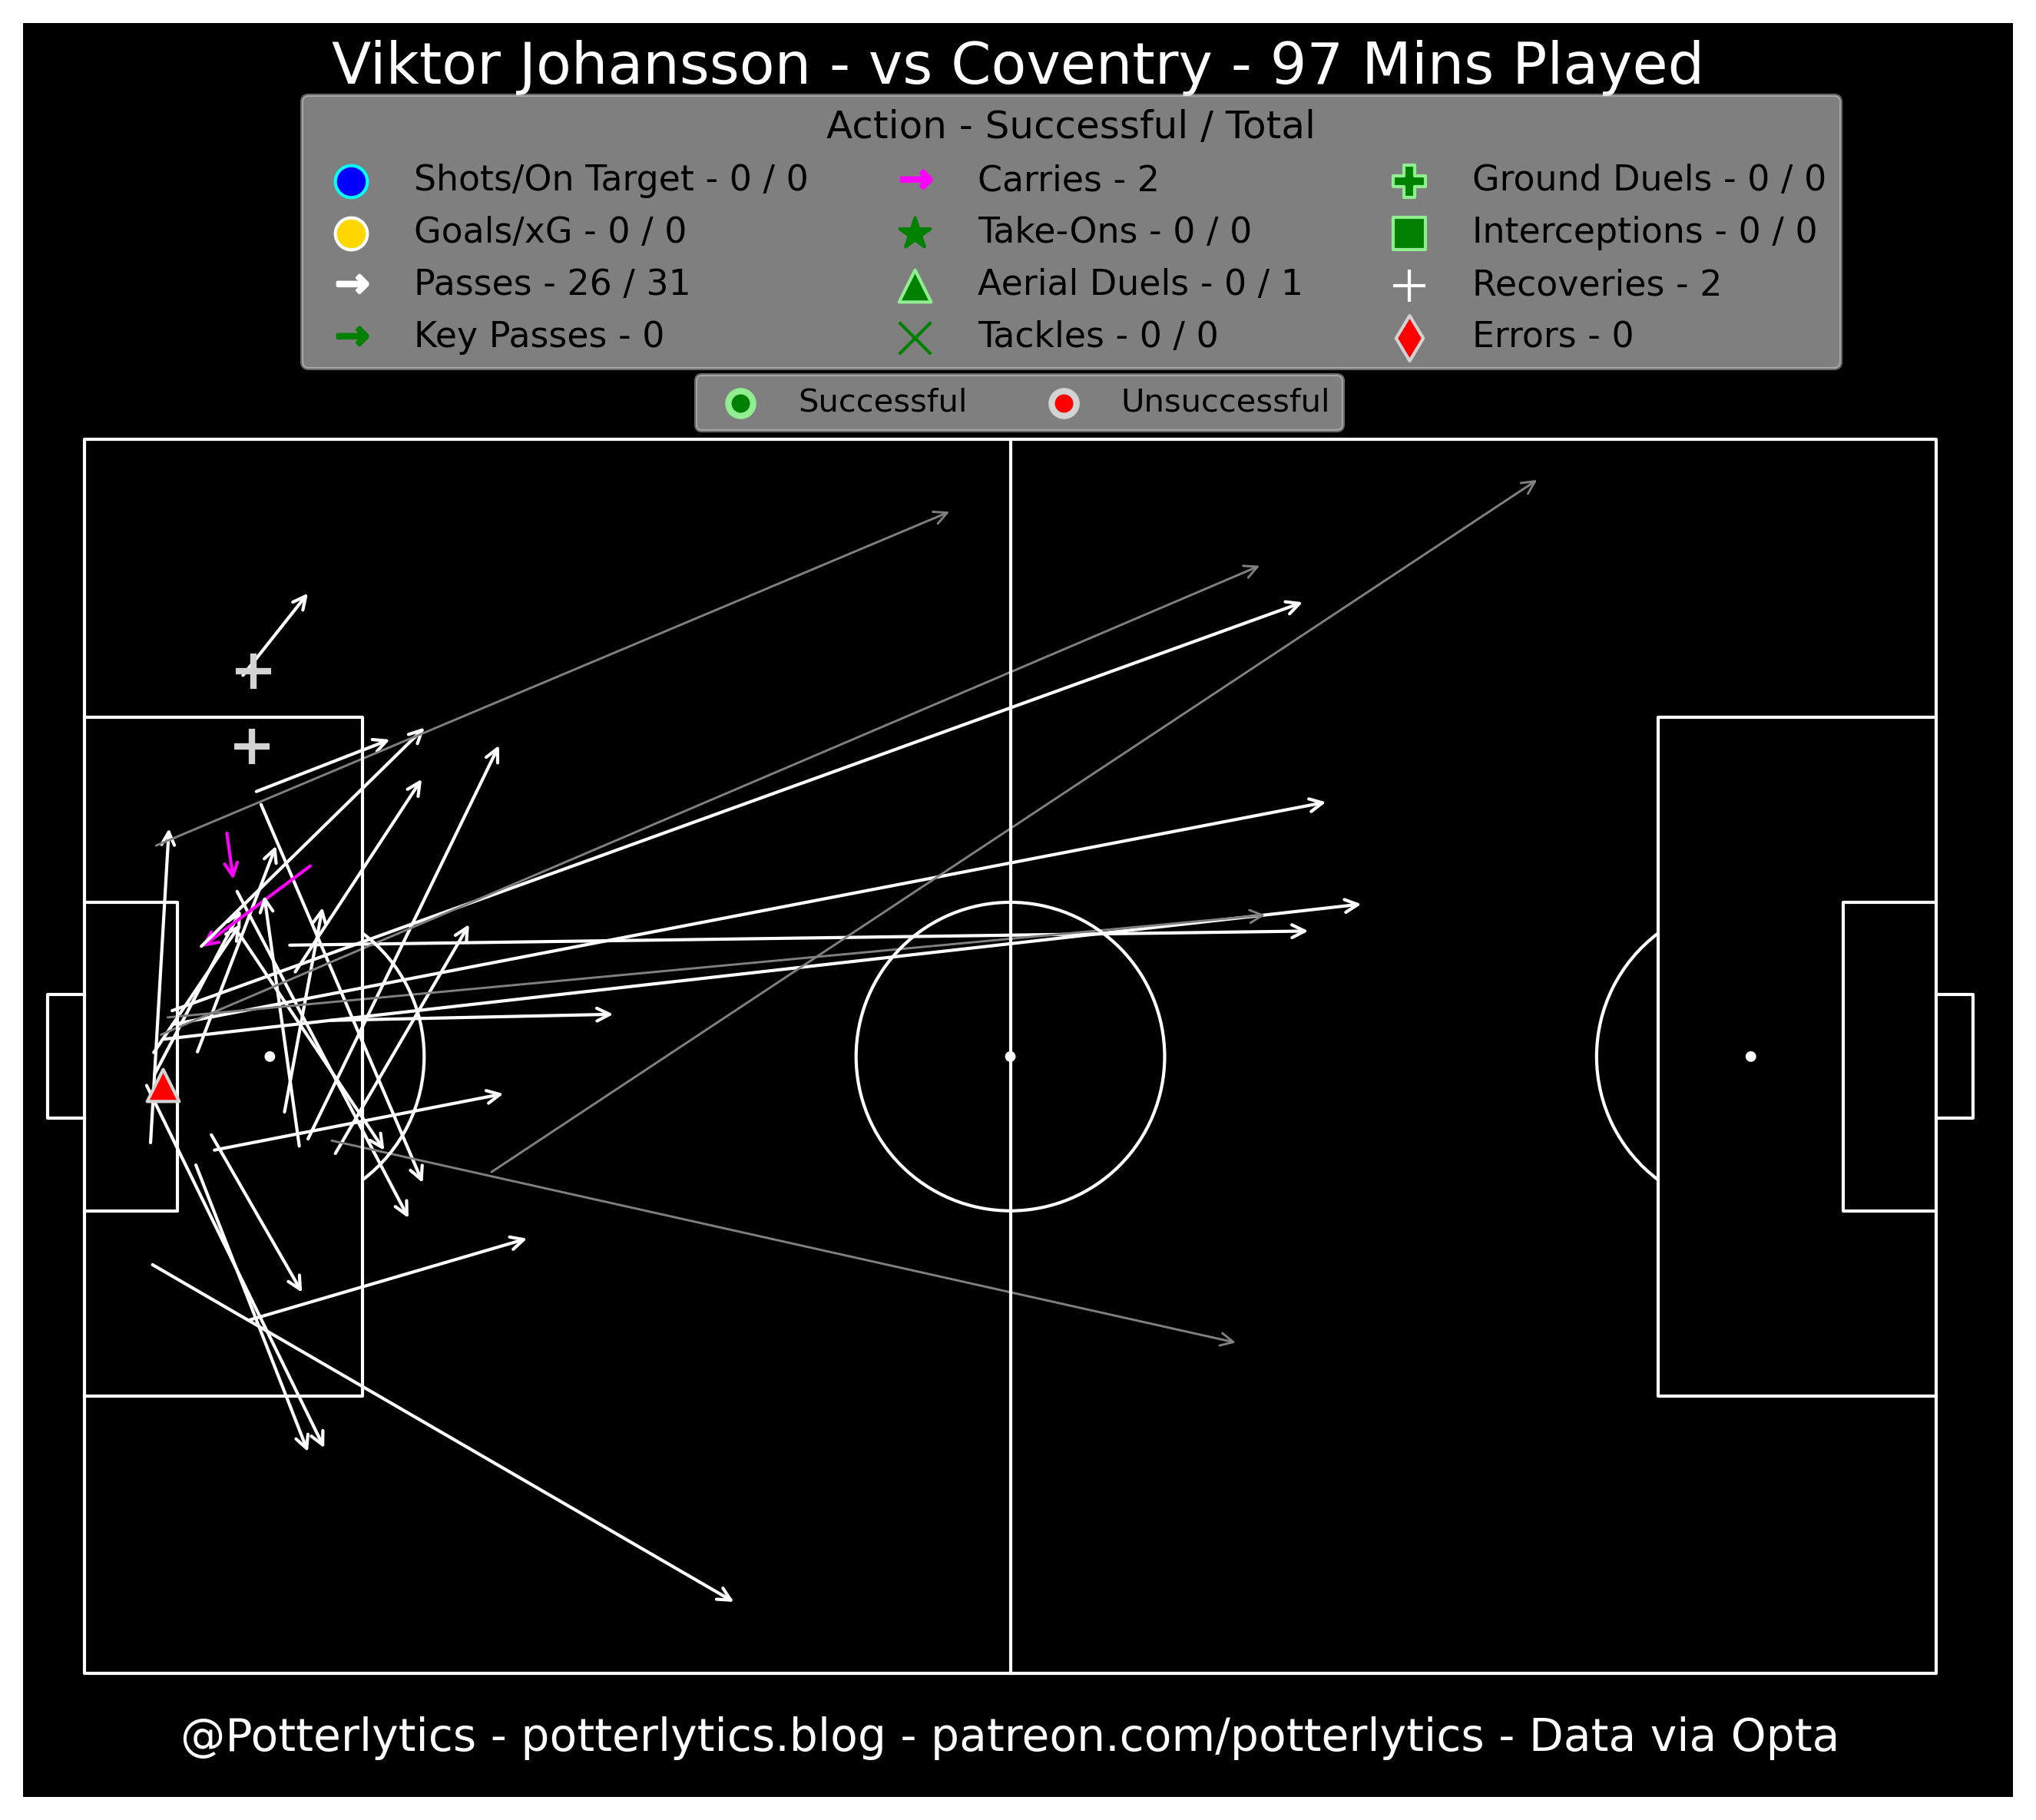 Viktor Johansson - vs Coventry - 97 Mins Played
Action - Successful / Total
Shots/On Target - 0 / 0
Goals/xG - 0 / 0
Passes - 26 / 31
Key Passes - 0
Carries - 2
Take-Ons - 0 / 0
Aerial Duels - 0 / 1
Tackles - 0 / 0
Ground Duels - 0 / 0
Interceptions - 0 / 0
Recoveries - 2
Errors - 0
Successful
Unsuccessful
@Potterlytics - potterlytics.blog - patreon.com/potterlytics - Data via Opta